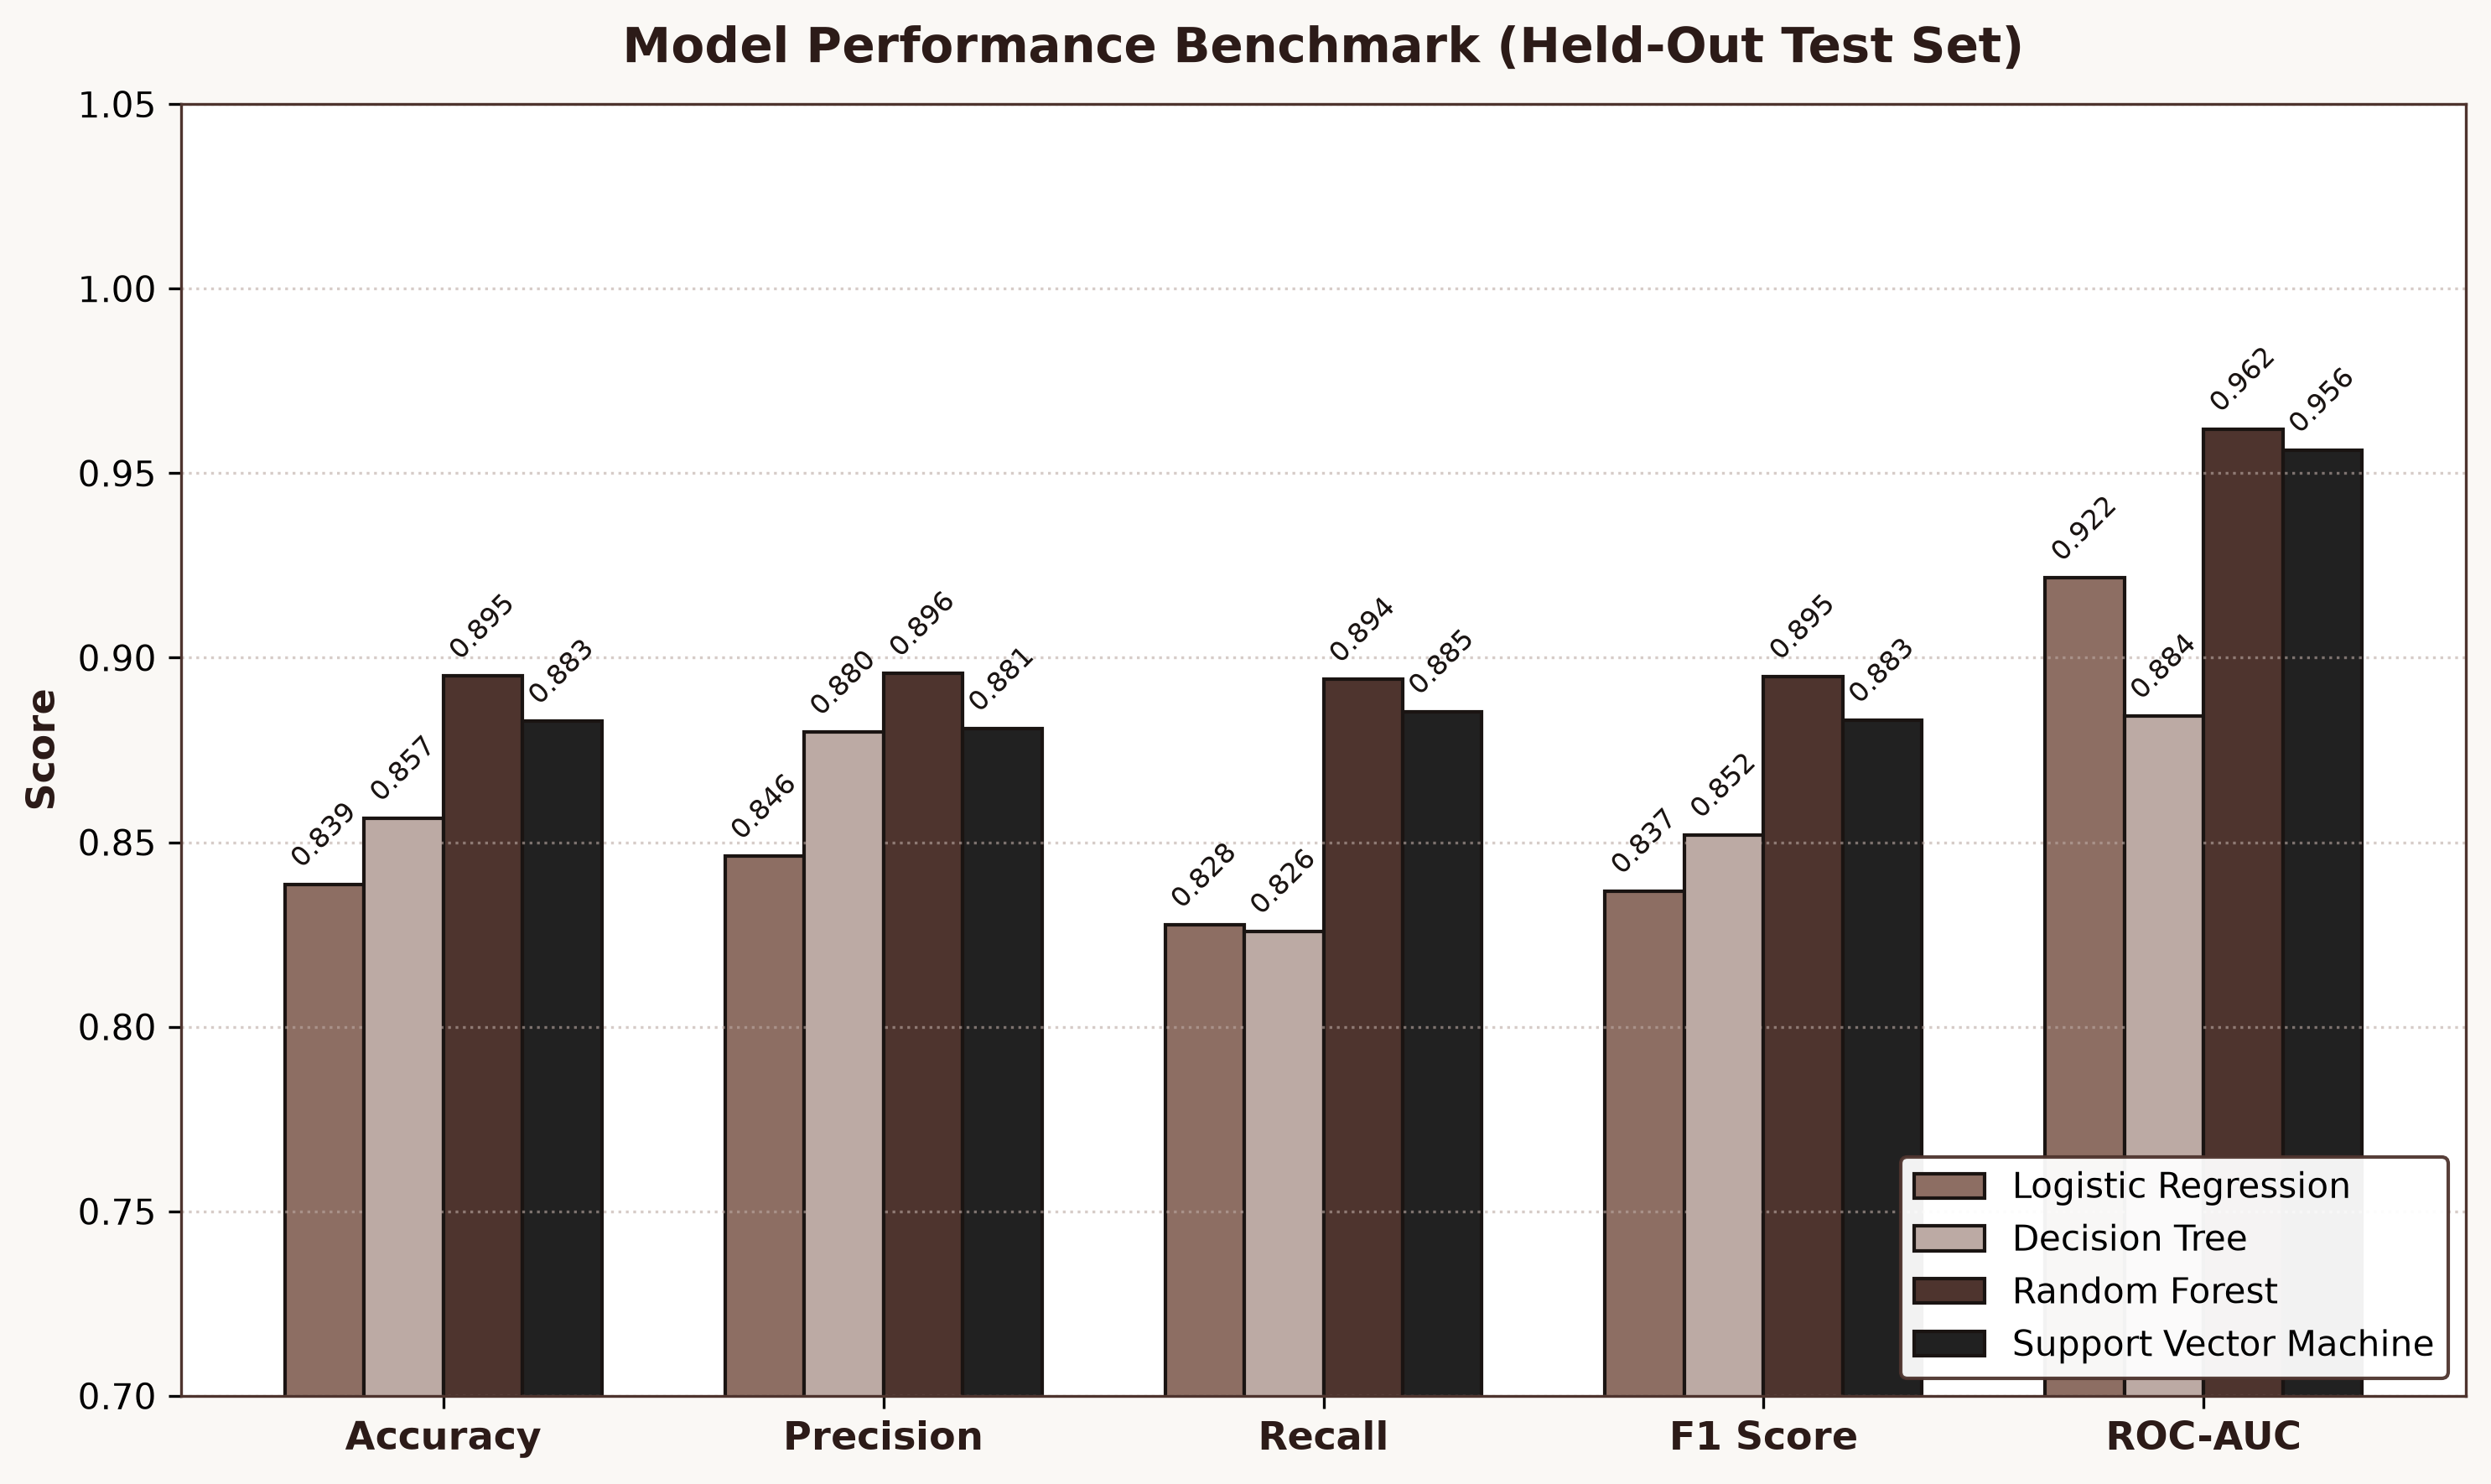 Model Performance Benchmark (Held-Out Test Set)
Score
1.05
1.00
0.95
0.90
0.85
0.80
0.75
0.70
0.839
0.857
0.895
0.883
0.846
0.880
0.896
0.881
0.828
0.826
0.894
0.885
0.837
0.852
0.895
0.883
0.922
0.884
0.962
0.956
Accuracy
Precision
Recall
F1 Score
ROC-AUC
Logistic Regression
Decision Tree
Random Forest
Support Vector Machine